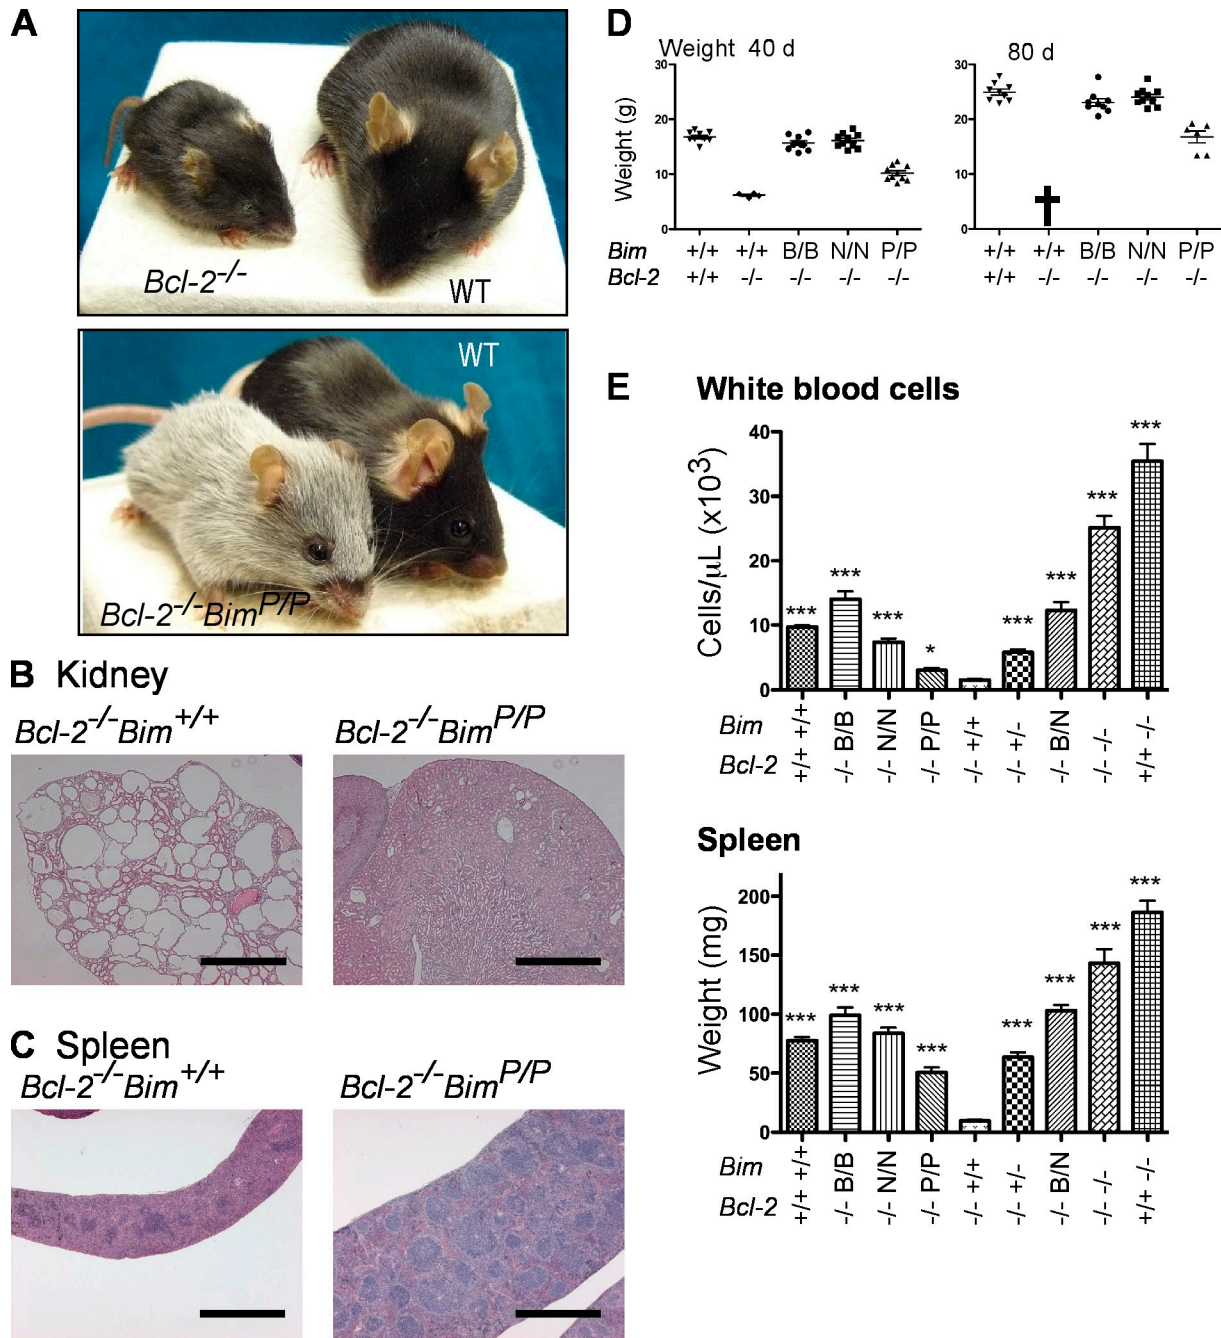 A
Bcl-2-/-
WT
WT
Bcl-2-/-BimP/P
B Kidney
Bcl-2-/-Bim+/+
Bcl-2-/-BimP/P
C Spleen
Bcl-2-/-Bim+/+
Bcl-2-/-BimP/P
D
Weight 40 d
80 d
Weight (g)
30
20
10
0
30
20
10
0
Bim +/+ +/+ B/B N/N P/P
Bcl-2 +/+ -/- -/- -/- -/-
+/+ +/+ B/B N/N P/P
+/+ -/- -/- -/- -/-
E White blood cells
Cells/μL (x103)
40
30
20
10
0
*** *** *** * *** *** *** ***
Bim +/+ B/B N/N P/P +/+ +/- B/N -/- -/-
Bcl-2 +/+ -/- -/- -/- -/- -/- -/- -/- +/+
Spleen
Weight (mg)
200
150
100
50
0
*** *** *** *** *** *** *** ***
Bim +/+ B/B N/N P/P +/+ +/- B/N -/- -/-
Bcl-2 +/+ -/- -/- -/- -/- -/- -/- -/- +/+